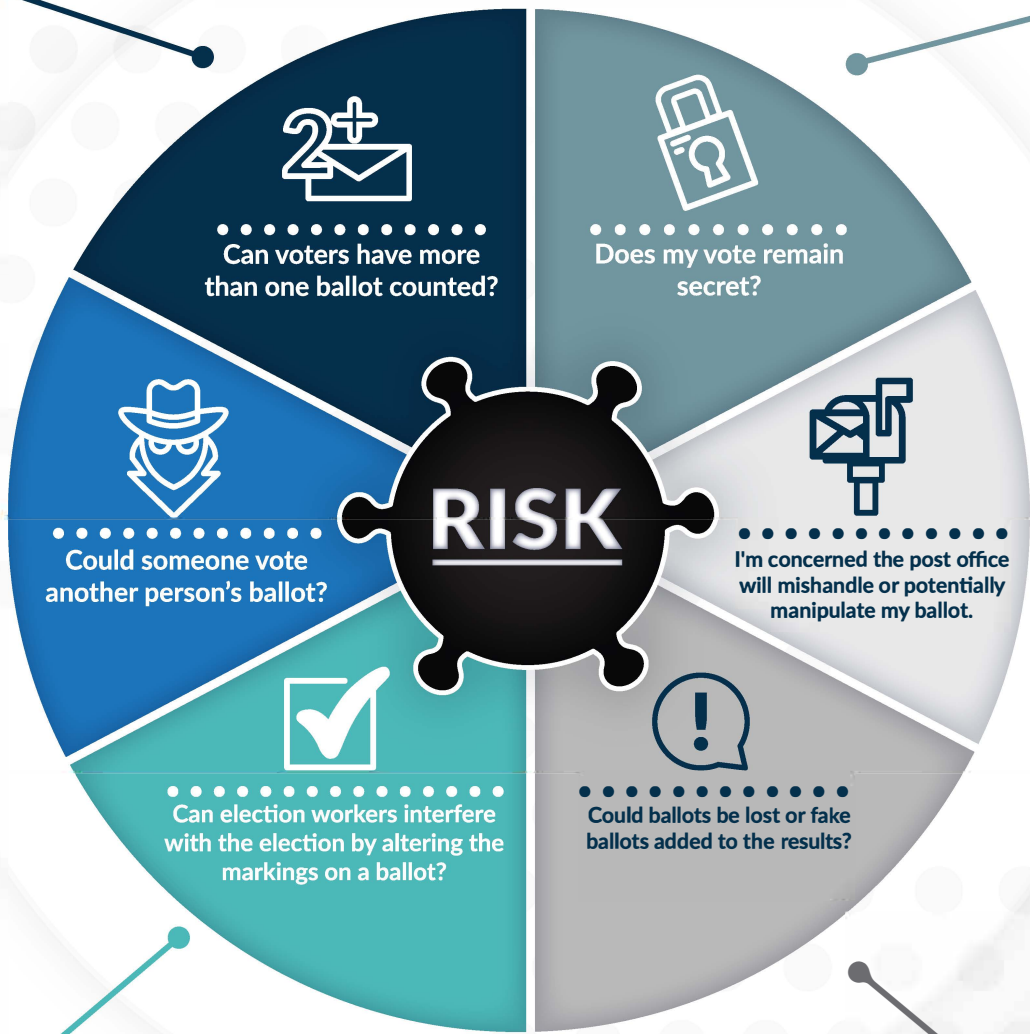 2+
Can voters have more
than one ballot counted?
Does my vote remain
secret?
Could someone vote
another person’s ballot?
RISK
I'm concerned the post office
will mishandle or potentially
manipulate my ballot.
Can election workers interfere
with the election by altering the
markings on a ballot?
!
Could ballots be lost or fake
ballots added to the results?